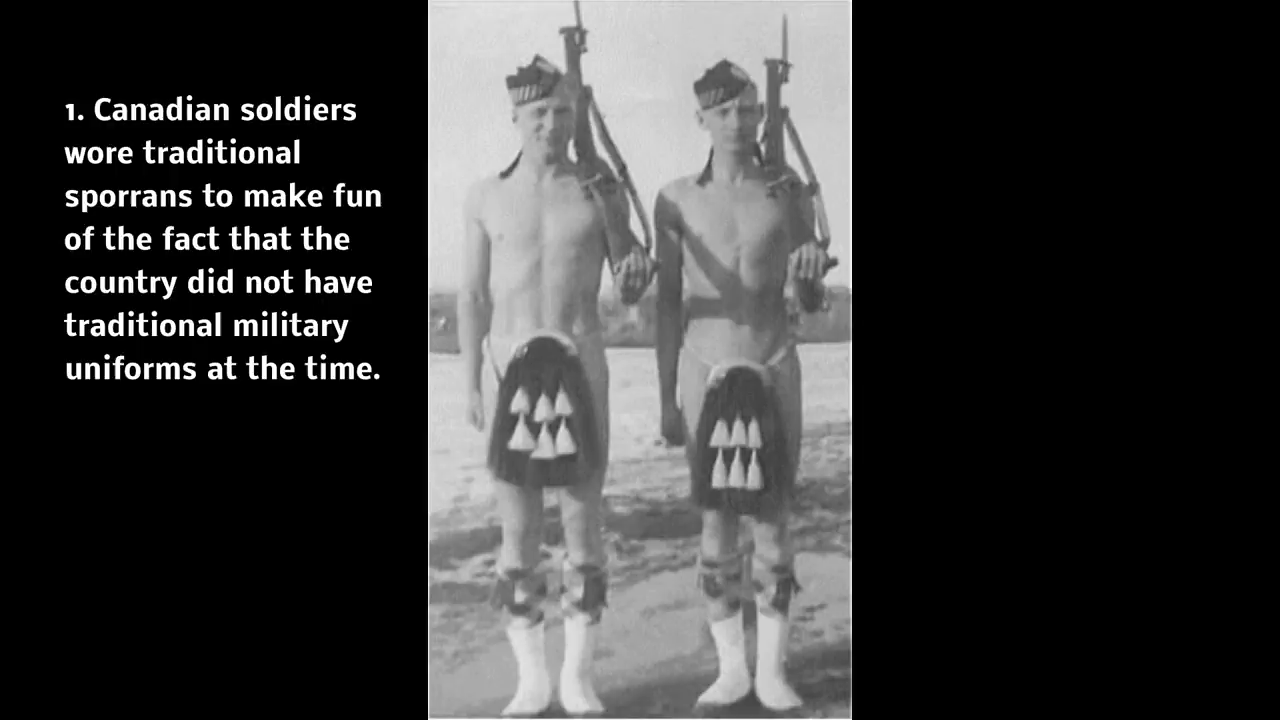 1. Canadian soldiers
wore traditional
sporrans to make fun
of the fact that the
country did not have
traditional military
uniforms at the time.